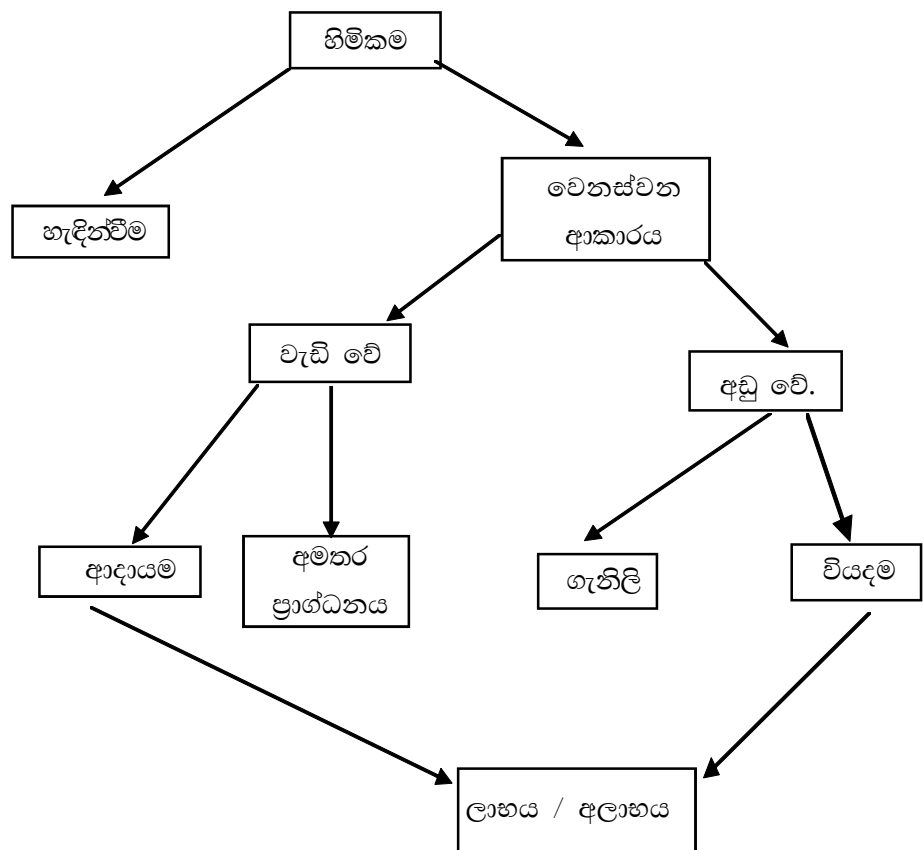 හිමිකම
හැඳින්වීම
වෙනස්වන
ආකාරය
වැඩි වේ
අඩු වේ.
ආදායම
අමතර
ප්‍රාග්ධනය
ගැනිලි
වියදම
ලාභය / අලාභය